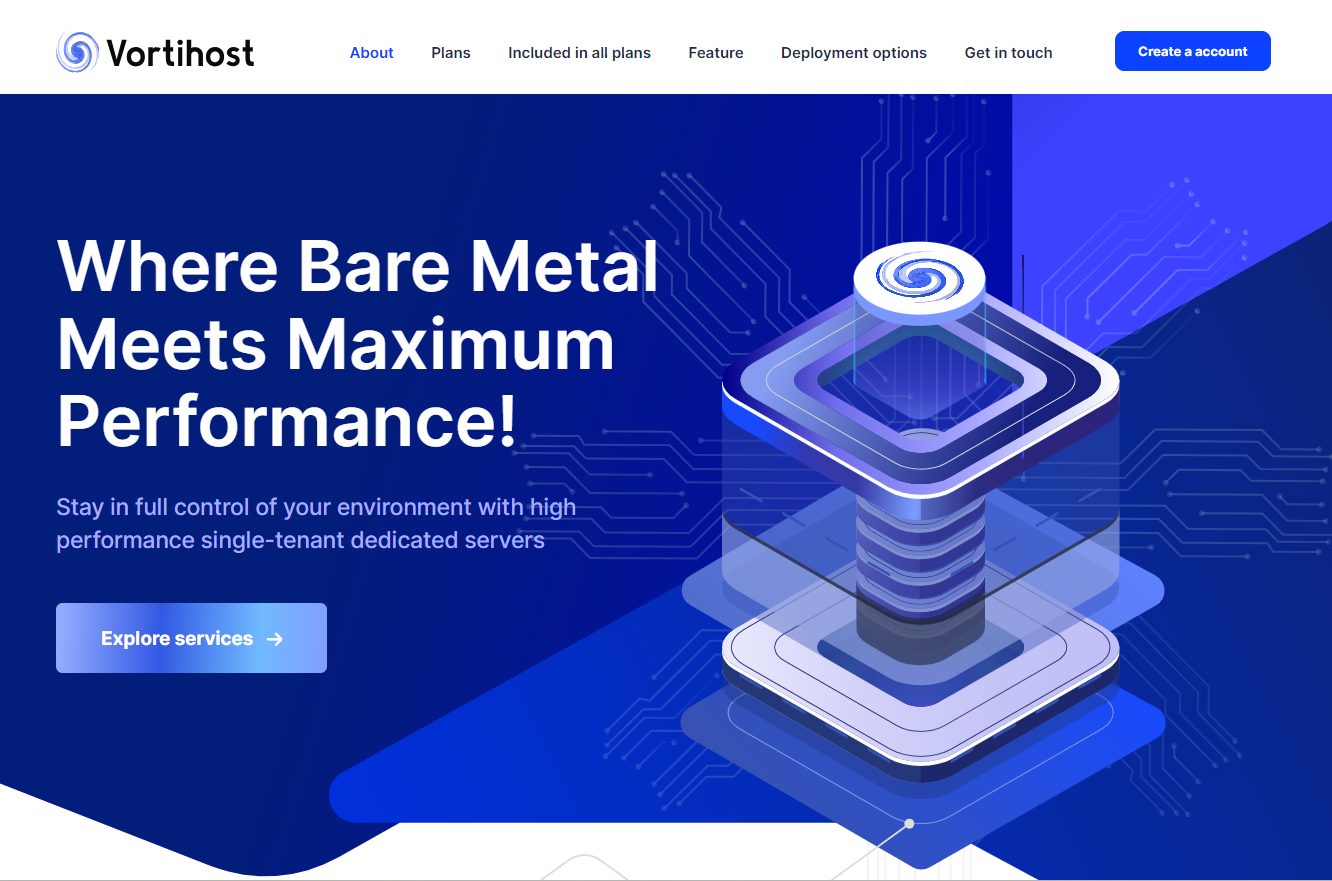 Vortihost
About
Plans
Included in all plans
Feature
Deployment options
Get in touch
Create a account
Where Bare Metal
Meets Maximum
Performance!
Stay in full control of your environment with high
performance single-tenant dedicated servers
Explore services